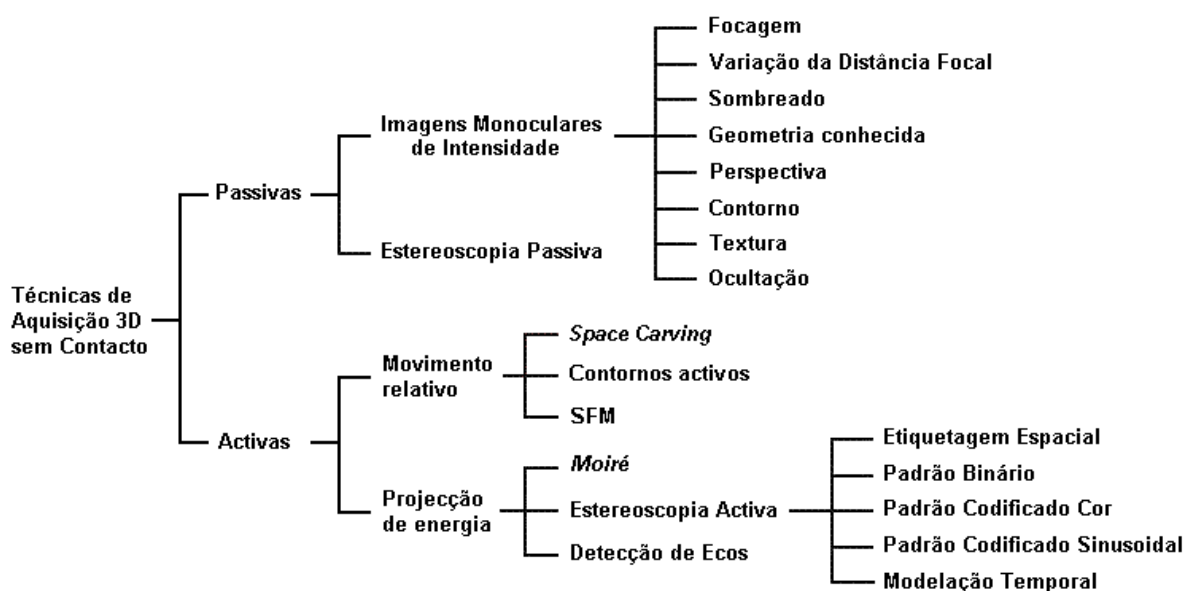 Focagem
Variação da Distância Focal
Sombreado
Imagens Monoculares
de Intensidade
Geometria conhecida
Perspectiva
Passivas
Contorno
Textura
Estereoscopia Passiva
Ocultação
Técnicas de
Aquisição 3D
sem Contacto
Space Carving
Movimento
relativo
Contornos activos
SFM
Activas
Etiquetagem Espacial
Moiré
Padrão Binário
Projecção
de energia
Estereoscopia Activa
Padrão Codificado Cor
Detecção de Ecos
Padrão Codificado Sinusoidal
Modelação Temporal